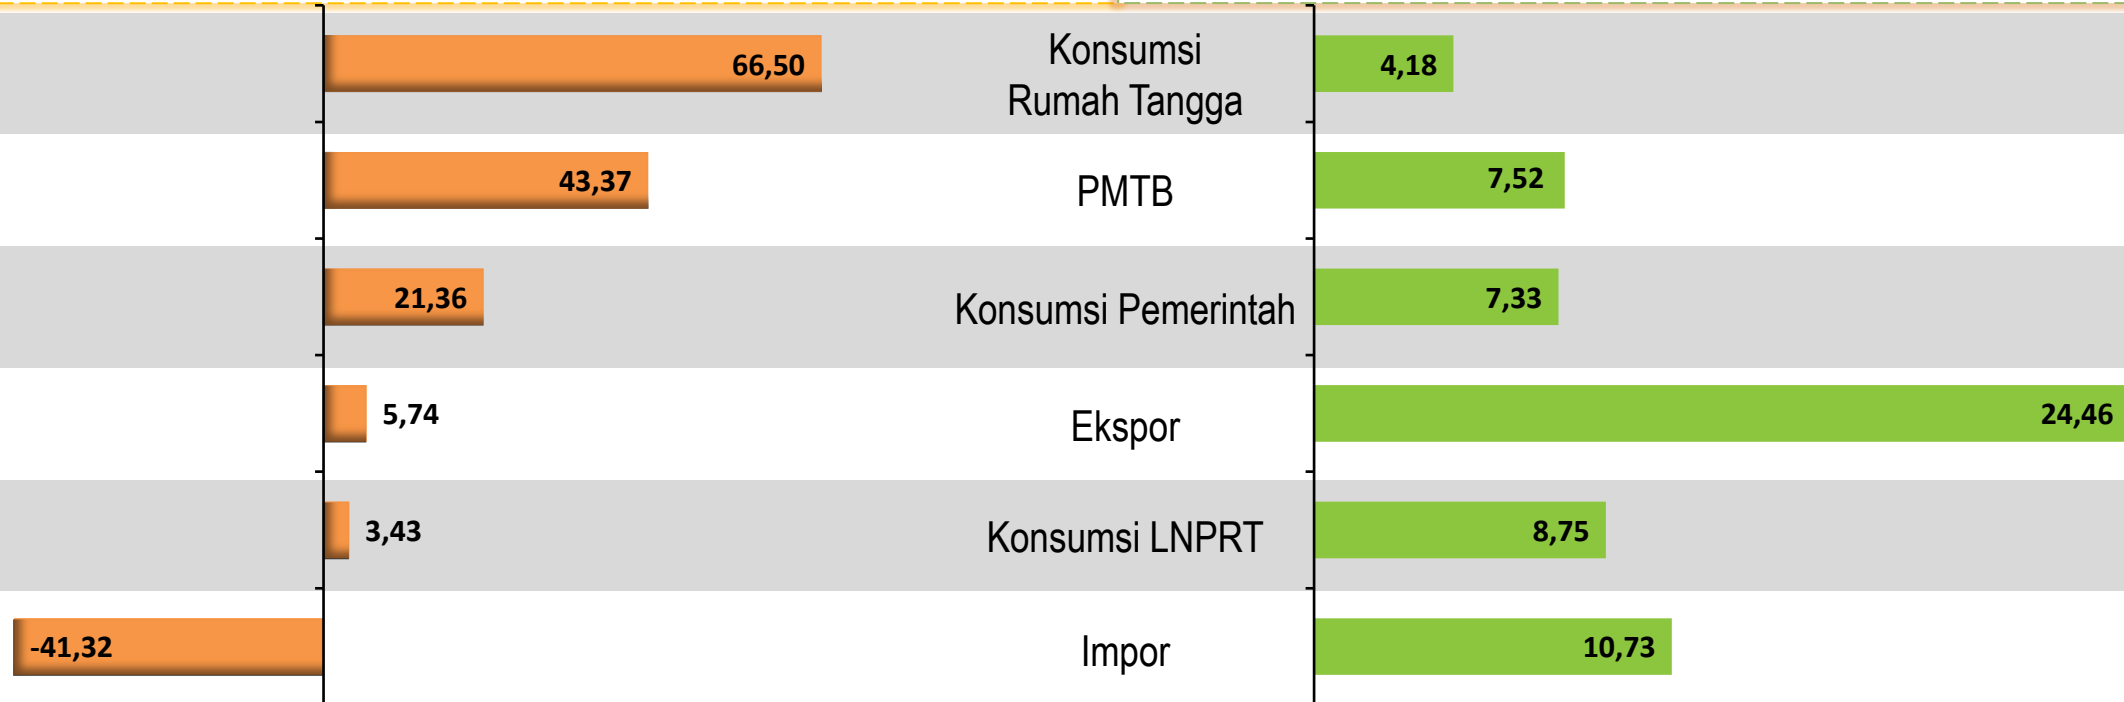 66,50
Konsumsi
Rumah Tangga
4,18
43,37
PMTB
7,52
21,36
Konsumsi Pemerintah
7,33
5,74
Ekspor
24,46
3,43
Konsumsi LNPRT
8,75
-41,32
Impor
10,73